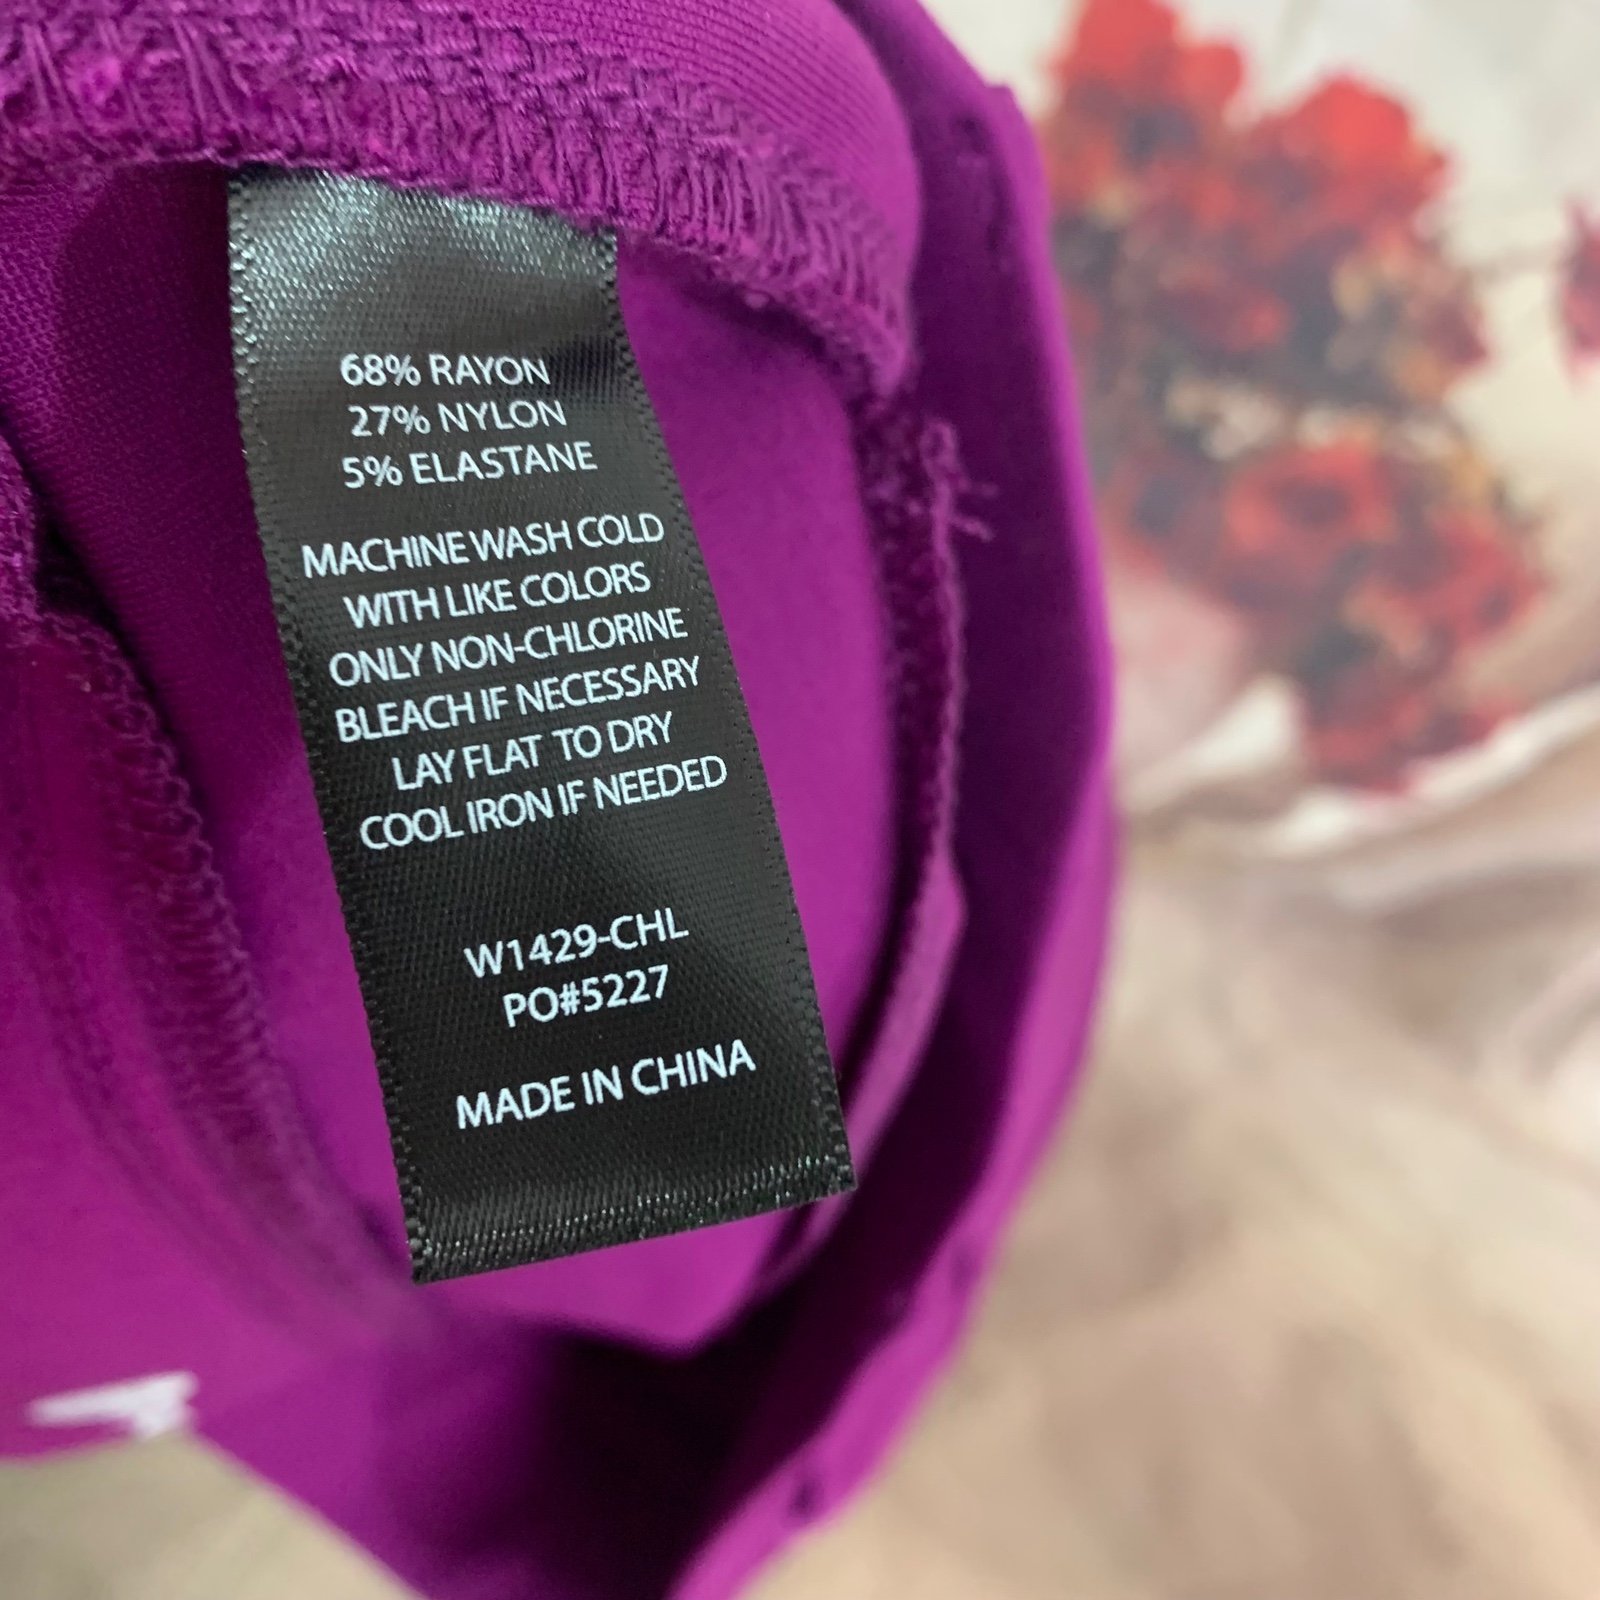 68% RAYON
27% NYLON
5% ELASTANE
MACHINE WASH COLD
WITH LIKE COLORS
ONLY NON-CHLORINE
BLEACH IF NECESSARY
LAY FLAT TO DRY
COOL IRON IF NEEDED
W1429-CHL
PO#5227
MADE IN CHINA